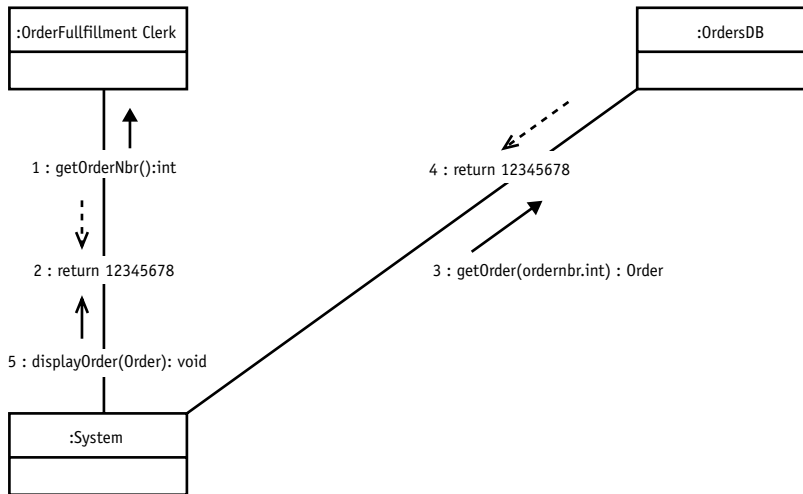 :OrderFullfillment Clerk
:OrdersDB
1 : getOrderNbr():int
4 : return 12345678
2 : return 12345678
3 : getOrder(ordernbr.int) : Order
5 : displayOrder(Order): void
:System